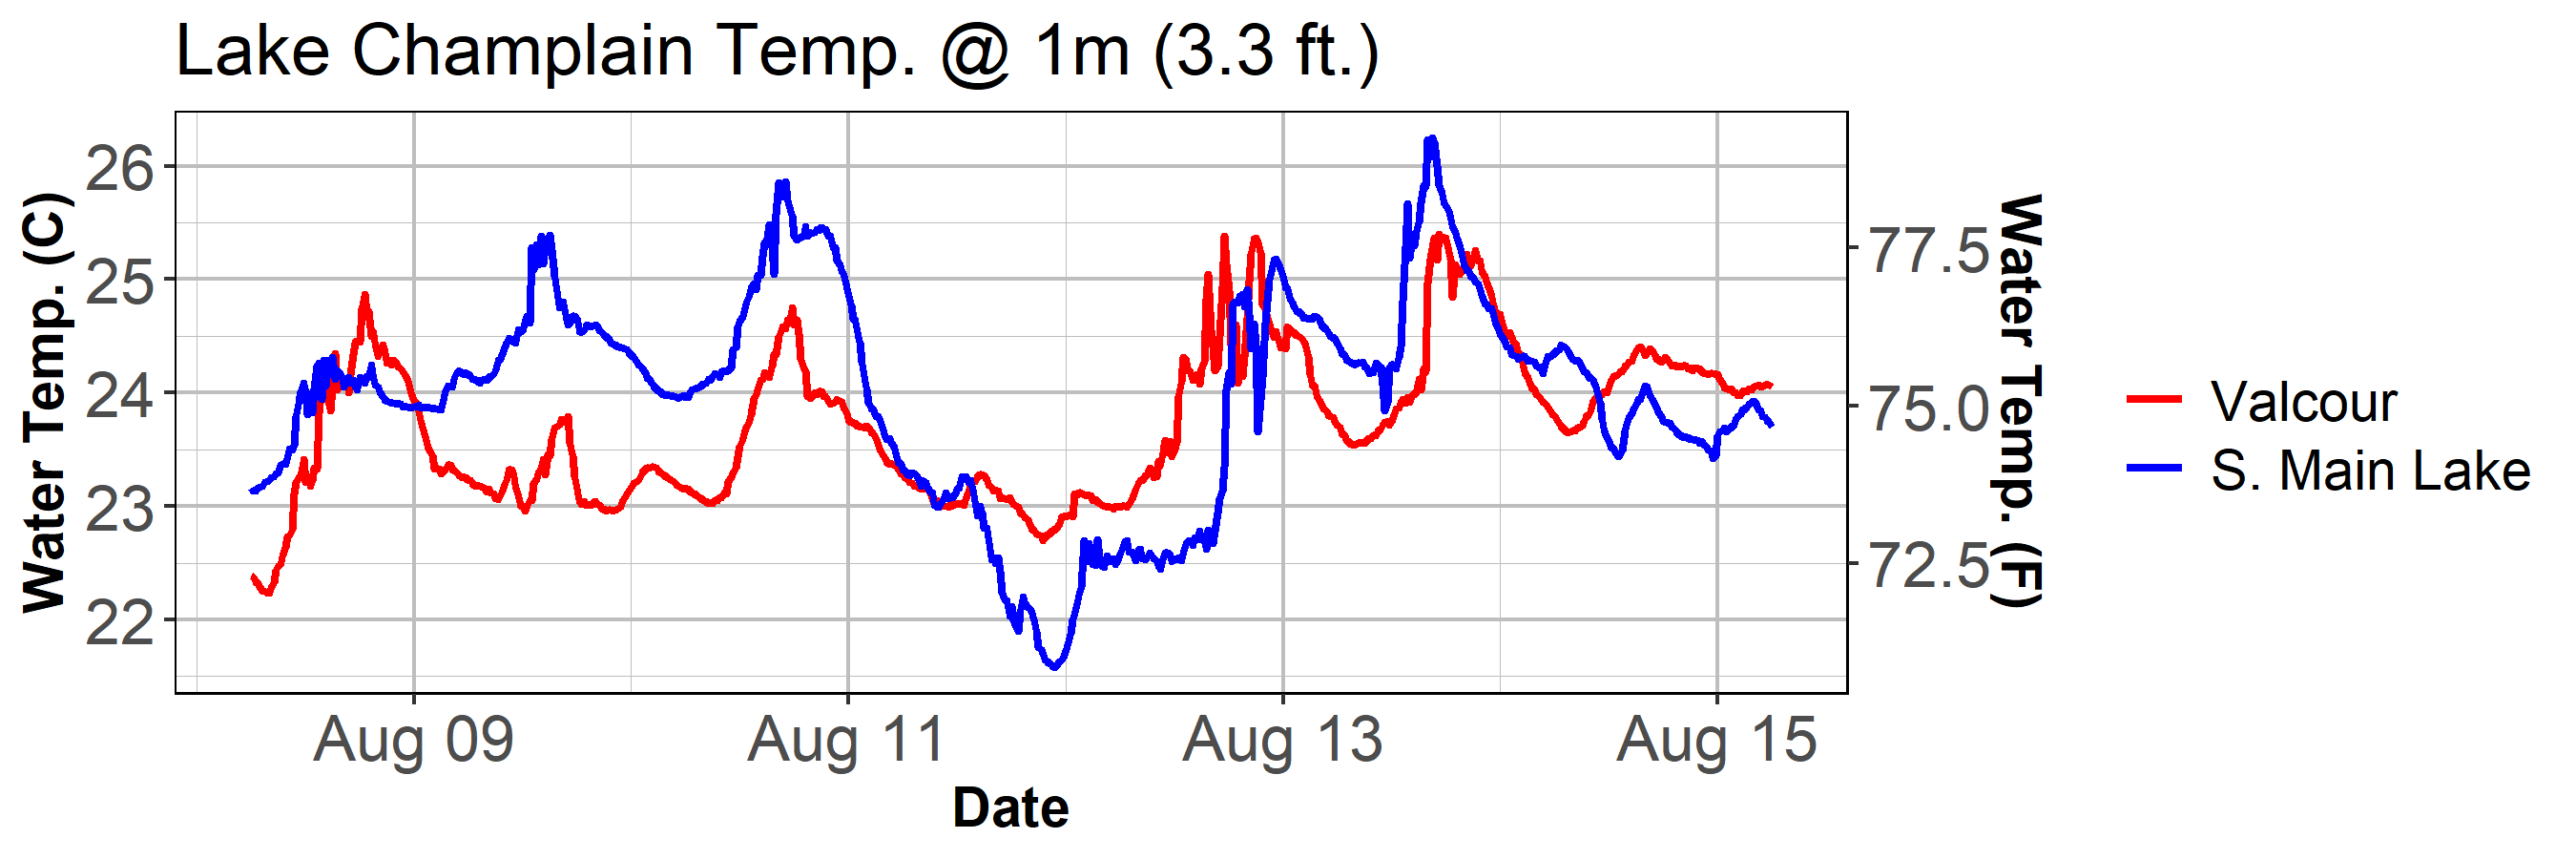 Lake Champlain Temp. @ 1m (3.3 ft.)
Water Temp. (C)
26
25
24
23
22
77.5
75.0
72.5
Water Temp. (F)
Aug 09
Aug 11
Aug 13
Aug 15
Date
Valcour
S. Main Lake